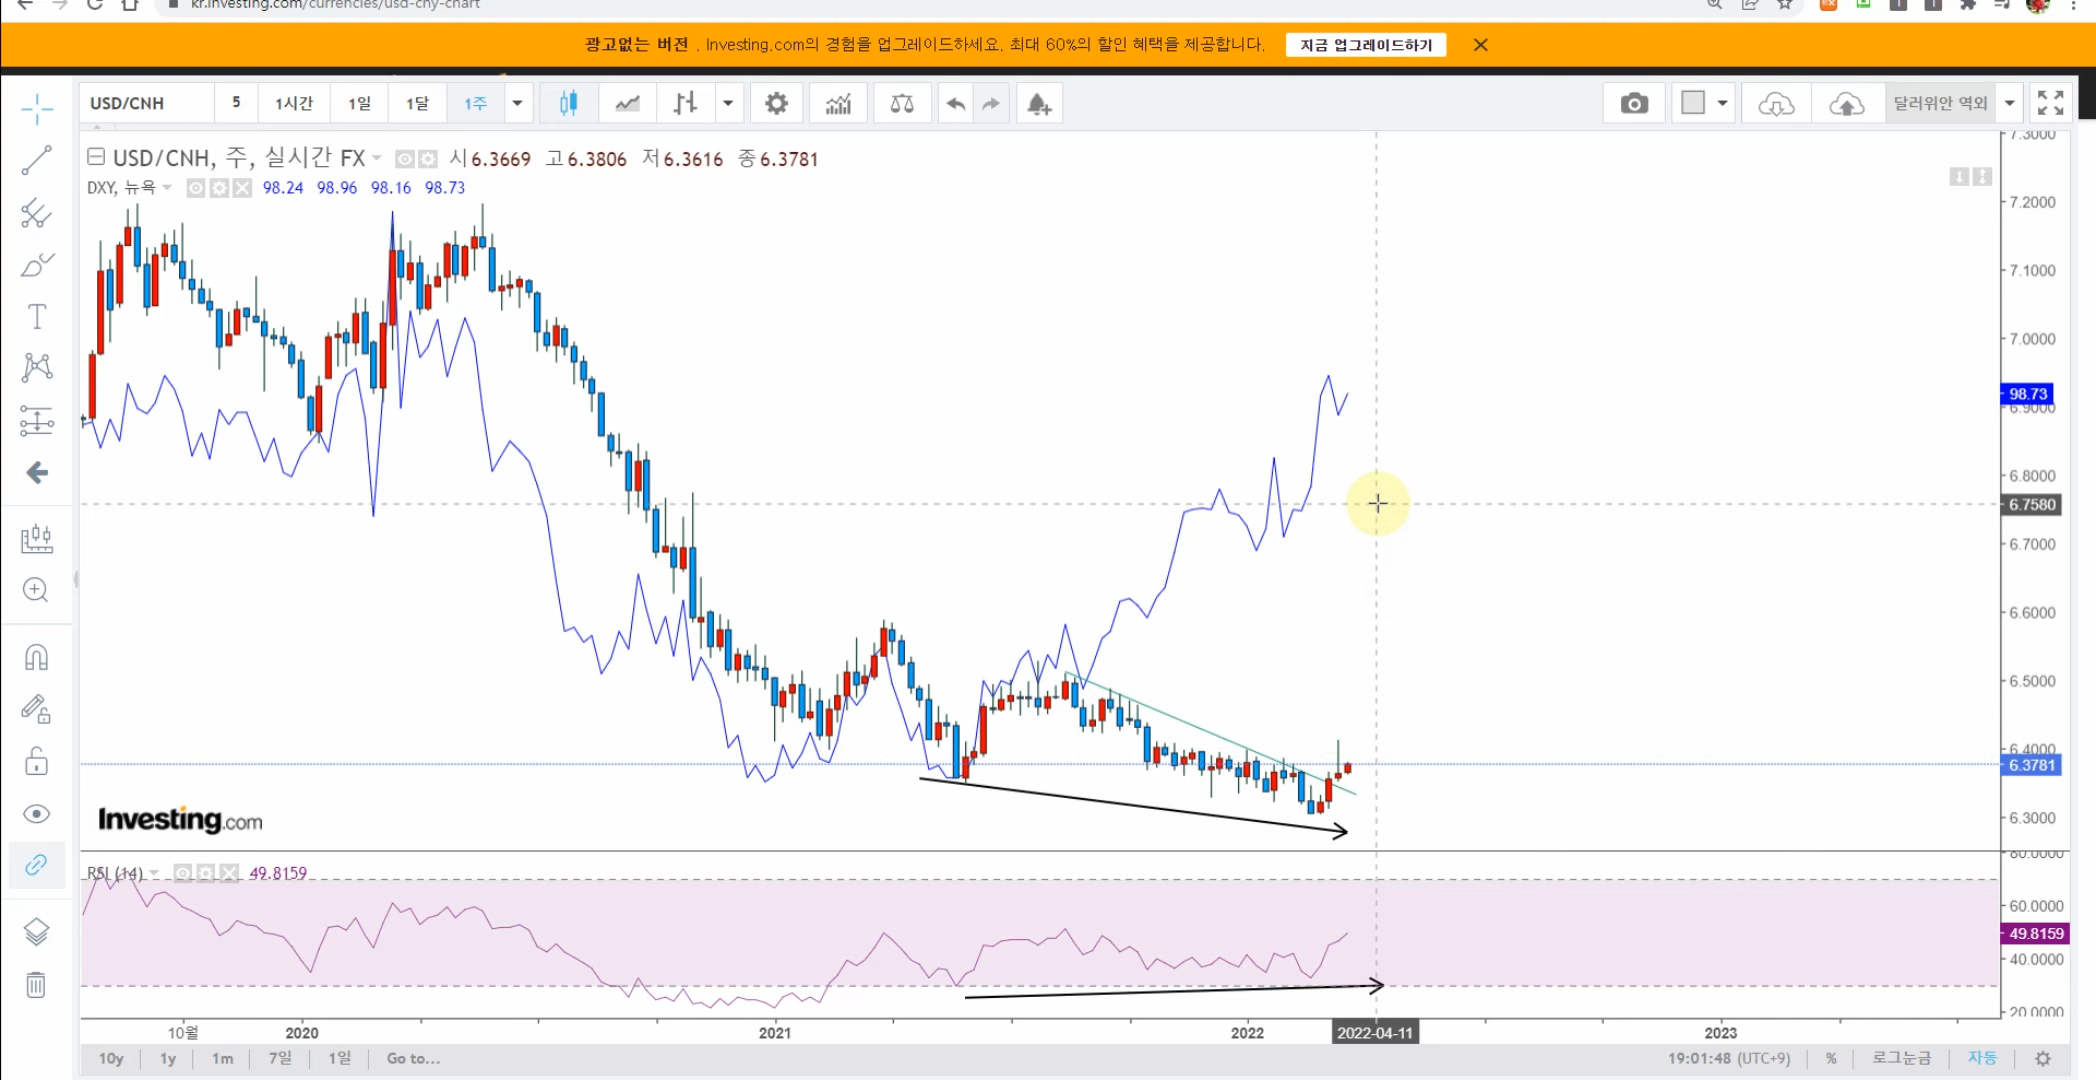 kr.investing.com/currencies/usd-cny-chart
광고없는 버전 . Investing.com의 경험을 업그레이드하세요. 최대 60%의 할인 혜택을 제공합니다. 지금 업그레이드하기
USD/CNH 5 1시간 1일 1달 1주 달러위안 역외
USD/CNH, 주, 실시간 FX 시6.3669 고6.3806 저6.3616 종6.3781
DXY, 뉴욕 98.24 98.96 98.16 98.73
7.3000
7.2000
7.1000
7.0000
98.73
6.9000
6.8000
6.7580
6.7000
6.6000
6.5000
6.4000
6.3781
6.3000
Investing.com
RSI (14) 49.8159
80.0000
60.0000
49.8159
40.0000
20.0000
10월 2020 2021 2022 2022-04-11 2023
10y 1y 1m 7일 1일 Go to... 19:01:48 (UTC+9) % 로그눈금 자동